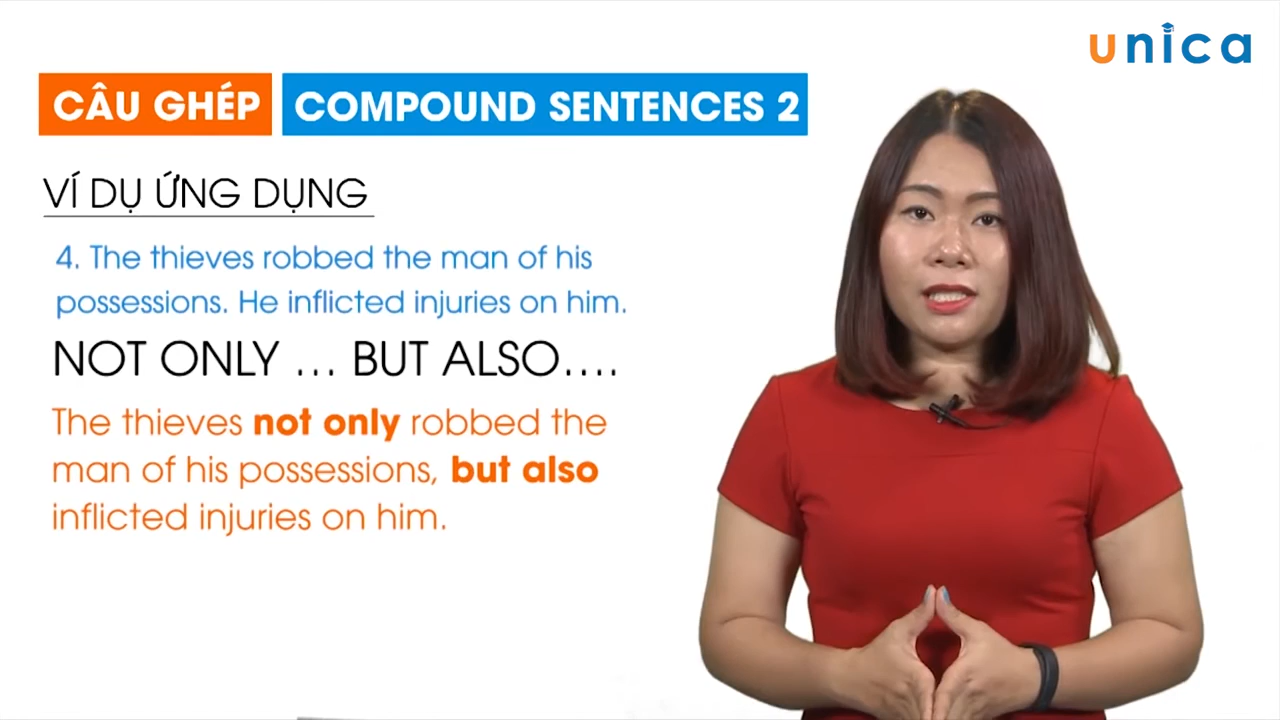 unica
CÂU GHÉP COMPOUND SENTENCES 2
VÍ DỤ ỨNG DỤNG
4. The thieves robbed the man of his
possessions. He inflicted injuries on him.
NOT ONLY ... BUT ALSO....
The thieves not only robbed the
man of his possessions, but also
inflicted injuries on him.